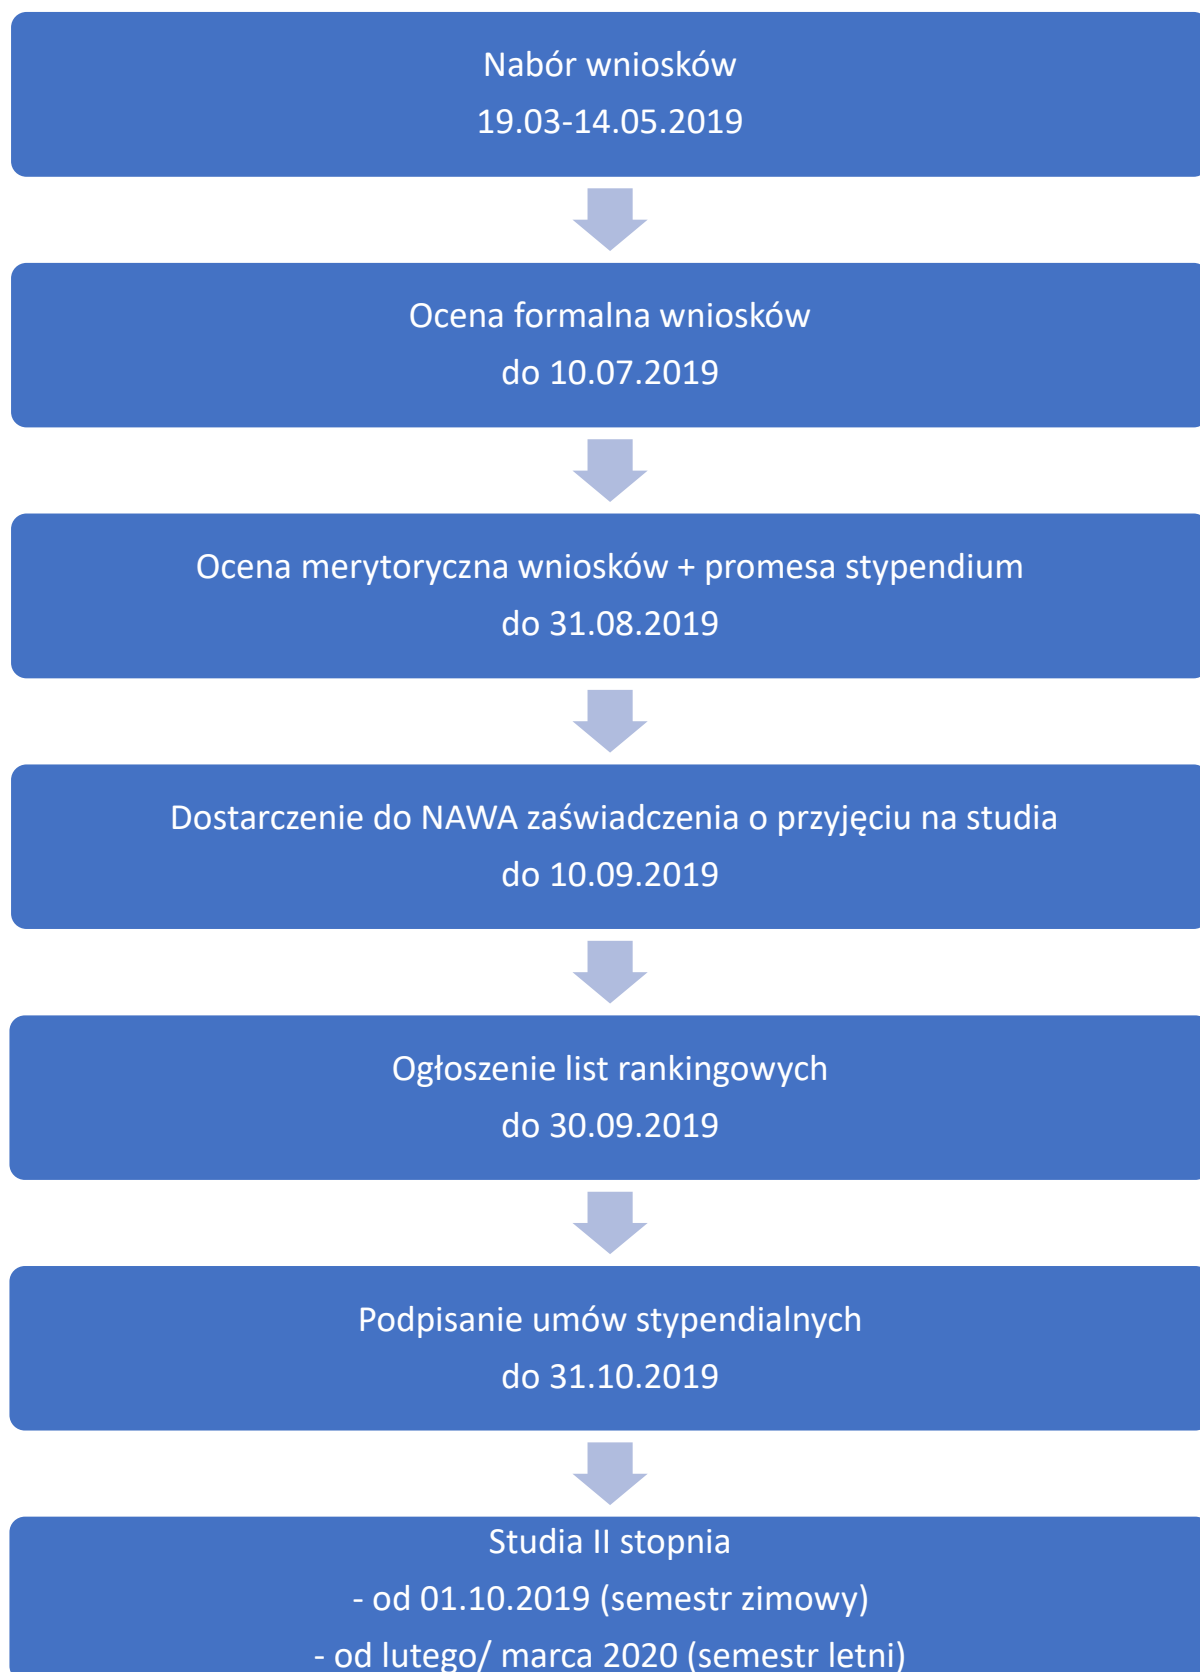 Nabór wniosków
19.03-14.05.2019
Ocena formalna wniosków
do 10.07.2019
Ocena merytoryczna wniosków + promesa stypendium
do 31.08.2019
Dostarczenie do NAWA zaświadczenia o przyjęciu na studia
do 10.09.2019
Ogłoszenie list rankingowych
do 30.09.2019
Podpisanie umów stypendialnych
do 31.10.2019
Studia II stopnia
- od 01.10.2019 (semestr zimowy)
- od lutego/ marca 2020 (semestr letni)